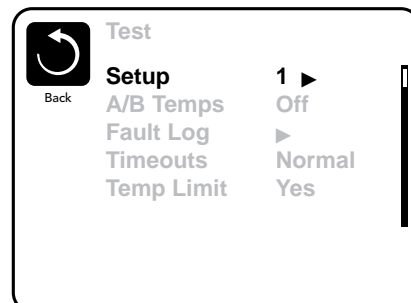 Test
Back
Setup 1 ▶
A/B Temps Off
Fault Log ▶
Timeouts Normal
Temp Limit Yes